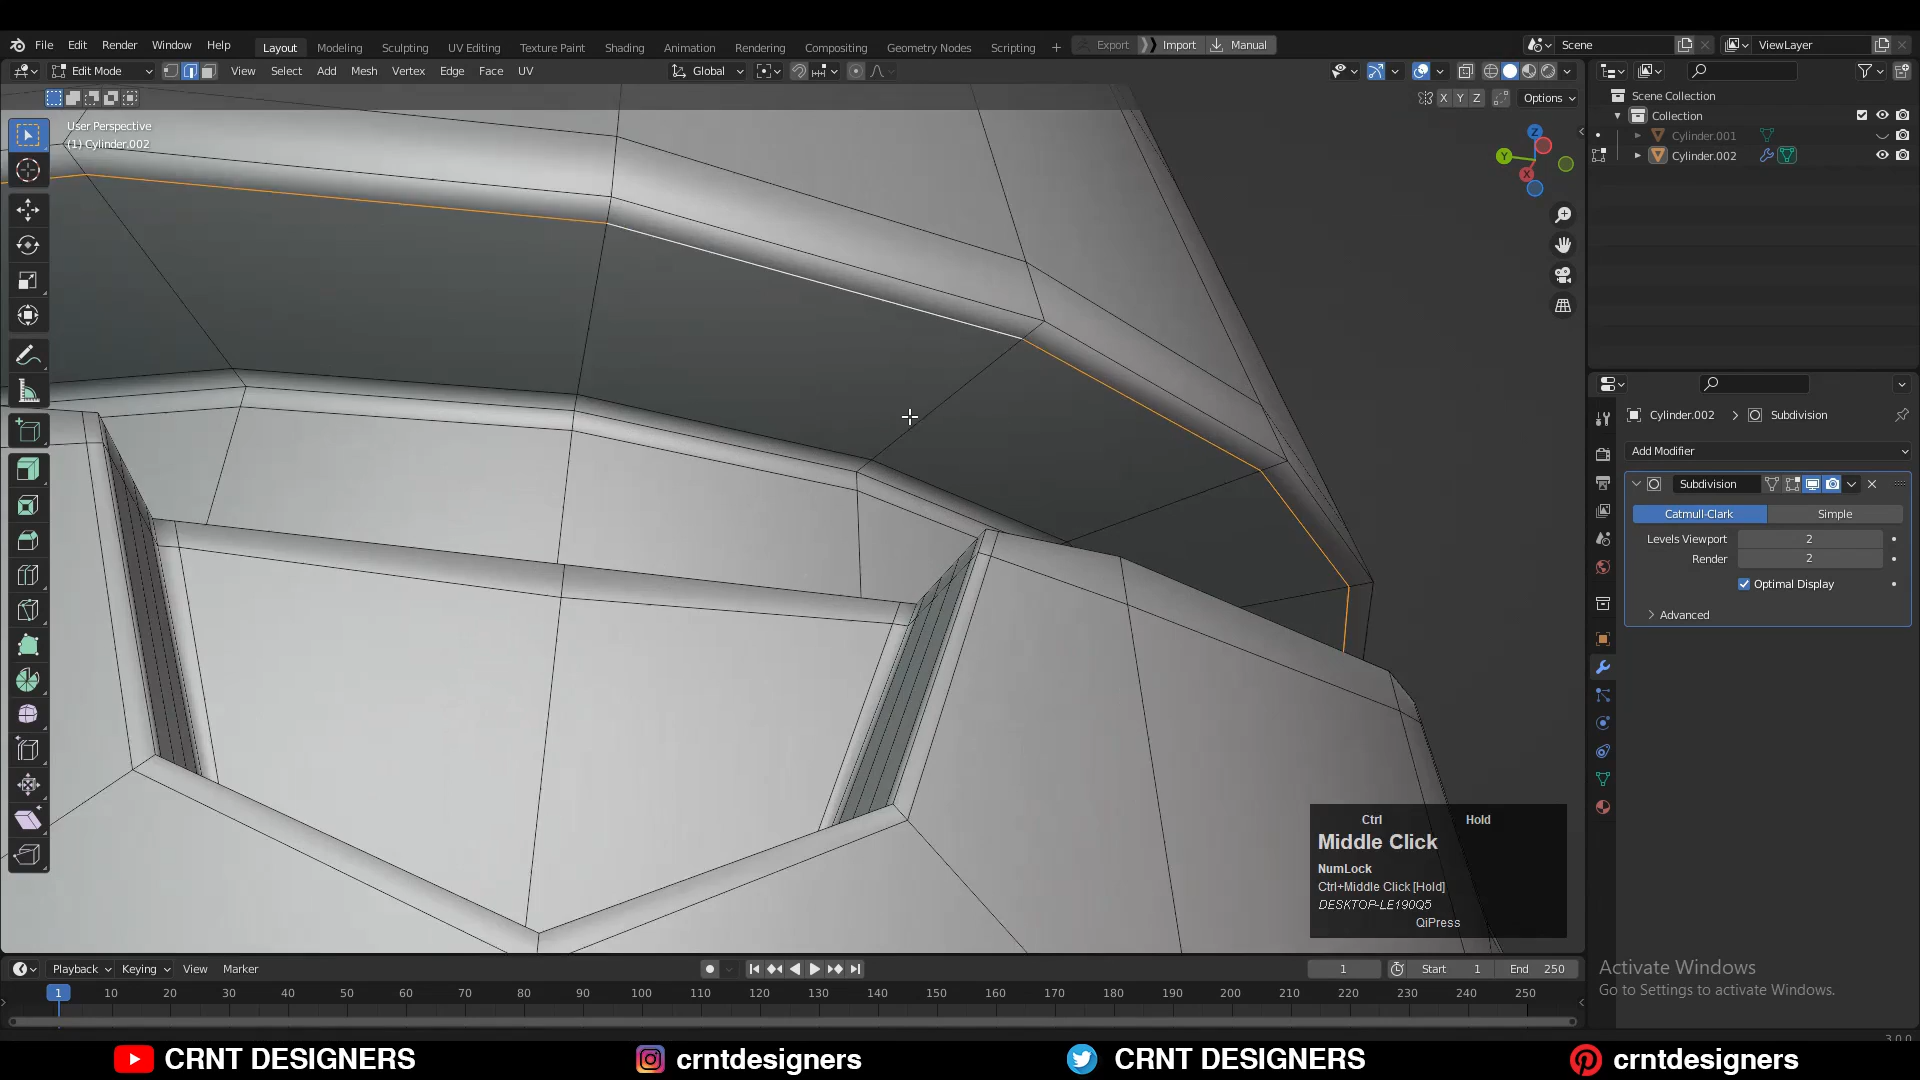 File Edit Render Window Help Layout Modeling Sculpting UV Editing Texture Paint Shading Animation Rendering Compositing Geometry Nodes Scripting + Export Import Manual Scene ViewLayer
Edit Mode View Select Add Mesh Vertex Edge Face UV Global
X Y Z Options
User Perspective
(1) Cylinder.002
Z
Y
X
Scene Collection
Collection
Cylinder.001
Cylinder.002
Cylinder.002 > Subdivision
Add Modifier
Subdivision
Catmull-Clark Simple
Levels Viewport 2
Render 2
Optimal Display
Advanced
Ctrl Hold
Middle Click
NumLock
Ctrl+Middle Click [Hold]
DESKTOP-LE190Q5
QiPress
Playback Keying View Marker 1 Start 1 End 250
1 10 20 30 40 50 60 70 80 90 100 110 120 130 140 150 160 170 180 190 200 210 220 230 240 250
Activate Windows
Go to Settings to activate Windows.
3.0.0
CRNT DESIGNERS crntdesigners CRNT DESIGNERS crntdesigners